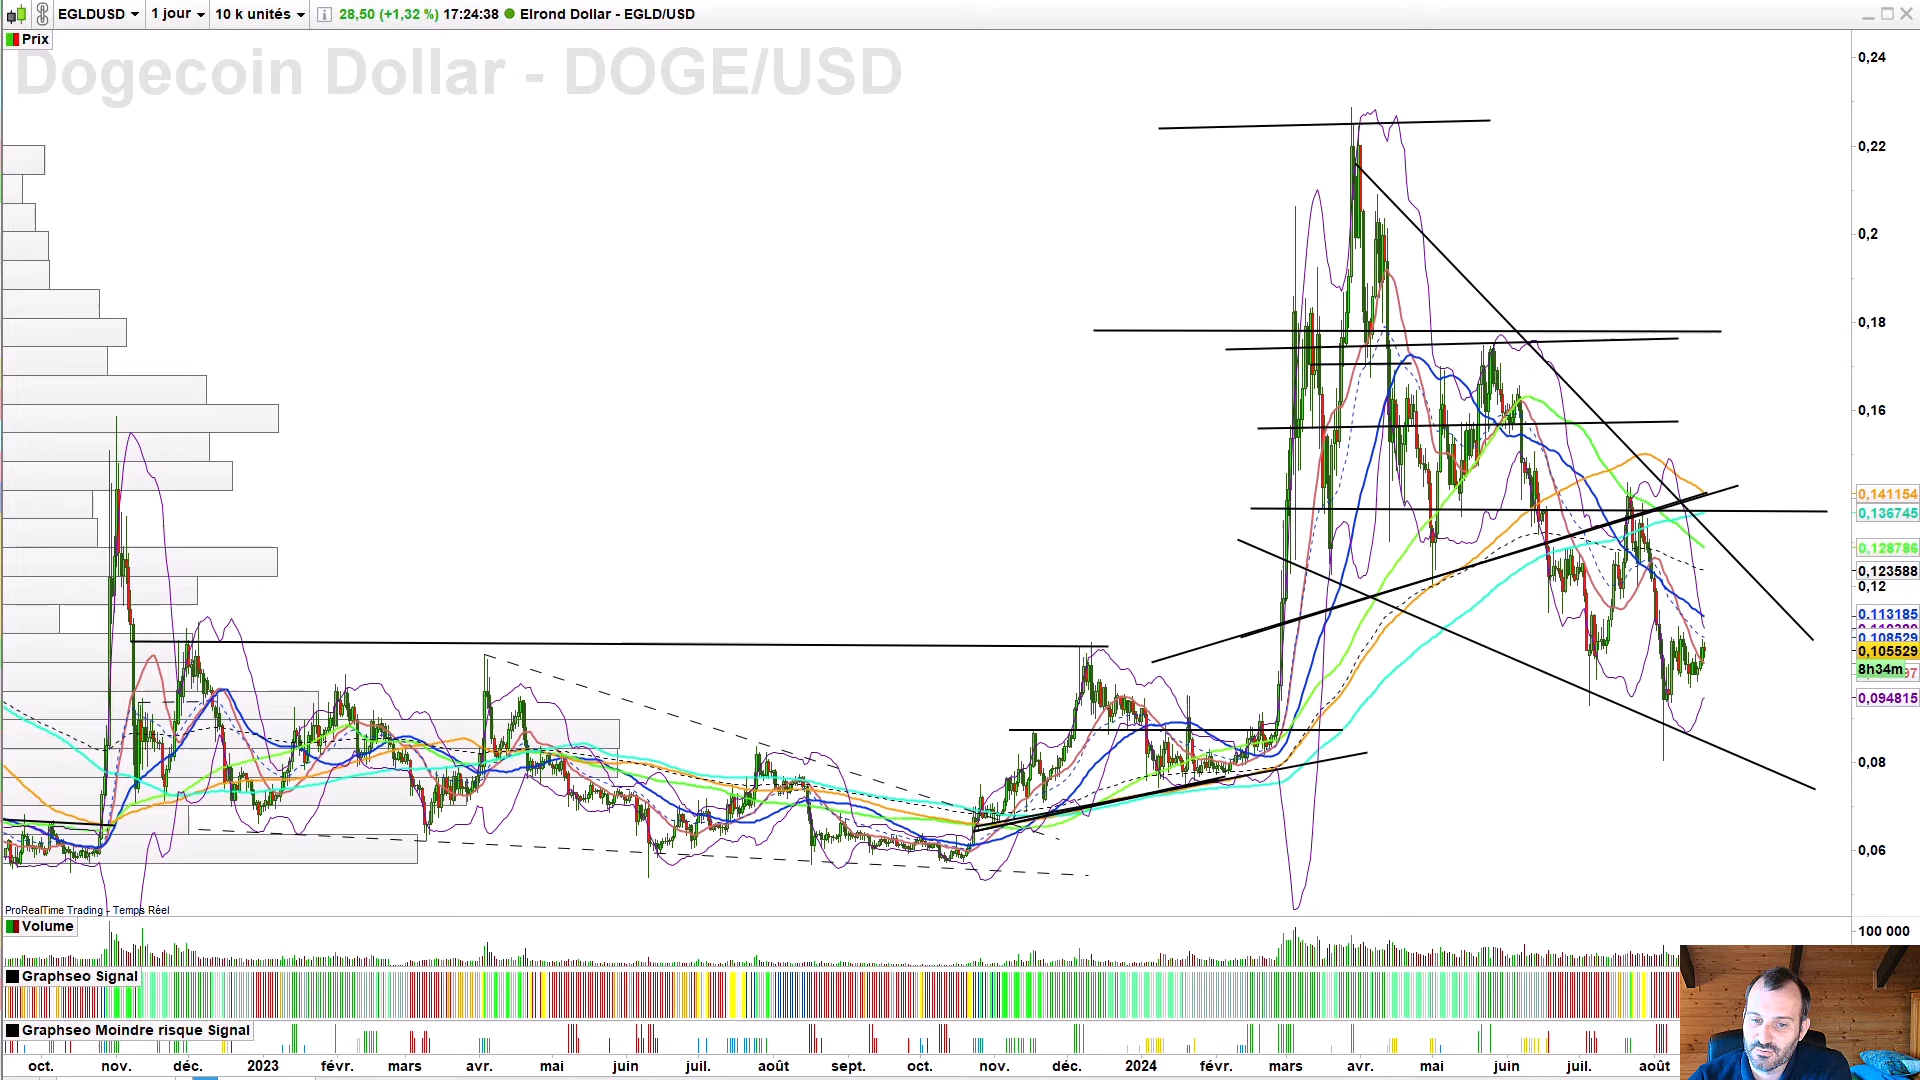 EGLDUSD 1 jour 10 k unités 28,50 (+1,32 %) 17:24:38 Elrond Dollar - EGLD/USD
Prix
Dogecoin Dollar - DOGE/USD
0,24
0,22
0,2
0,18
0,16
0,141154
0,136745
0,128786
0,123588
0,12
0,113185
0,108529
0,105529
8h34m
0,094815
0,08
0,06
ProRealTime Trading - Temps Réel
Volume
100 000
Graphseo Signal
Graphseo Moindre risque Signal
oct. nov. déc. 2023 févr. mars avr. mai juin juil. août sept. oct. nov. déc. 2024 févr. mars avr. mai juin juil. août